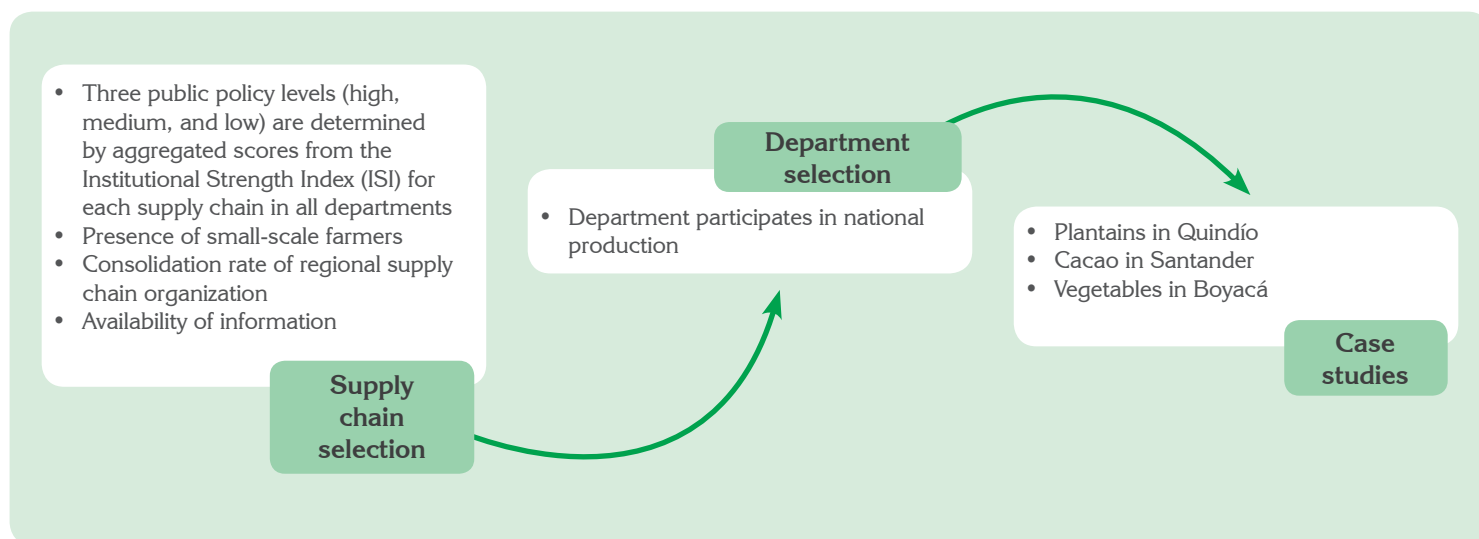 • Three public policy levels (high,
medium, and low) are determined
by aggregated scores from the
Institutional Strength Index (ISI) for
each supply chain in all departments
• Presence of small-scale farmers
• Consolidation rate of regional supply
chain organization
• Availability of information
Supply
chain
selection
Department
selection
• Department participates in national
production
• Plantains in Quindío
• Cacao in Santander
• Vegetables in Boyacá
Case
studies